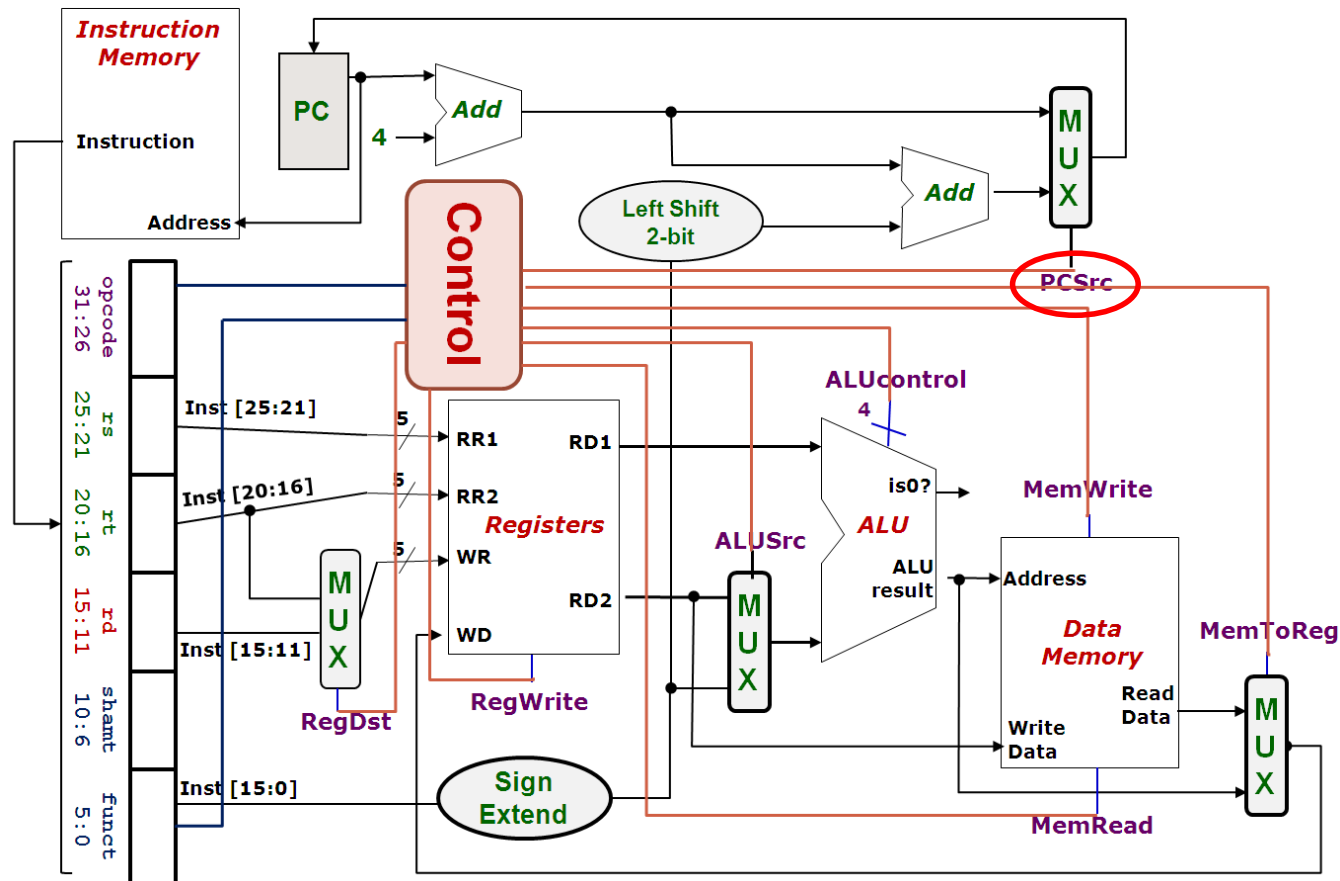 Instruction
Memory
Instruction
Address
PC
4
Add
Add
Left Shift
2-bit
MUX
PCSrc
Control
opcode
31:26
rs
25:21
rt
20:16
rd
15:11
shamt
10:6
funct
5:0
Inst [25:21]
5
Inst [20:16]
5
5
Inst [15:11]
Inst [15:0]
MUX
RegDst
RR1
RR2
WR
WD
RD1
RD2
Registers
RegWrite
Sign
Extend
ALUSrc
MUX
ALUcontrol
4
is0?
ALU
ALU
result
MemWrite
Address
Data
Memory
Read
Data
Write
Data
MemRead
MemToReg
MUX